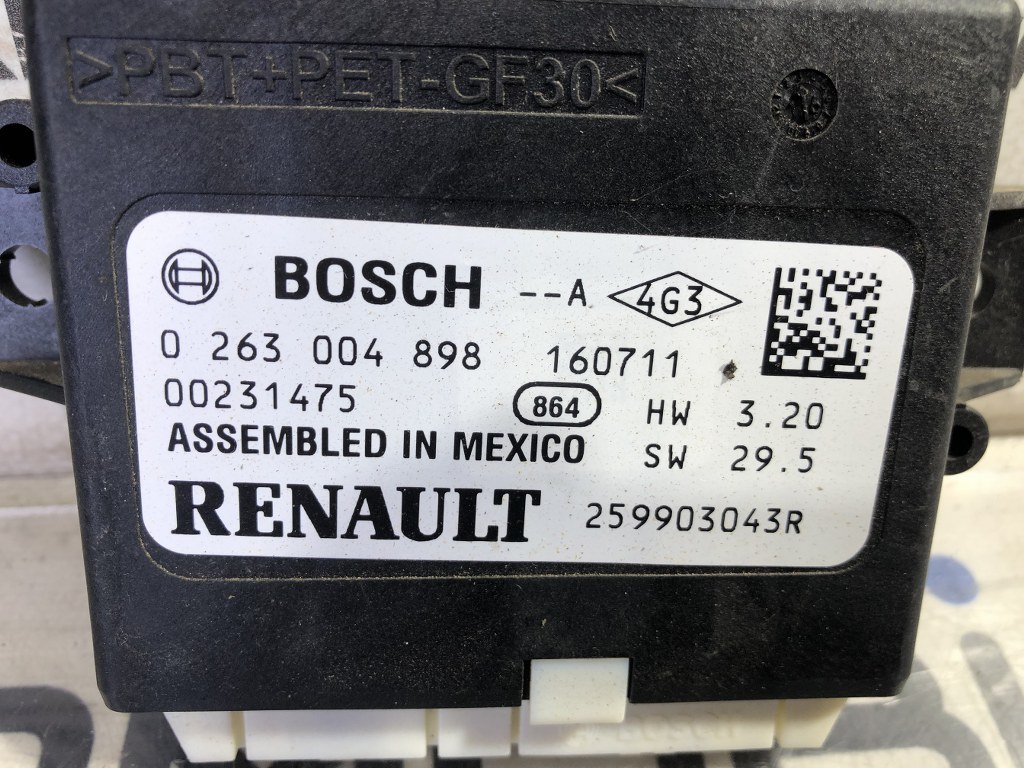 >PBT+PET-GF30<
BOSCH --A 4G3
0 263 004 898 160711
00231475 864 HW 3.20
ASSEMBLED IN MEXICO SW 29.5
RENAULT 259903043R
BOSCH